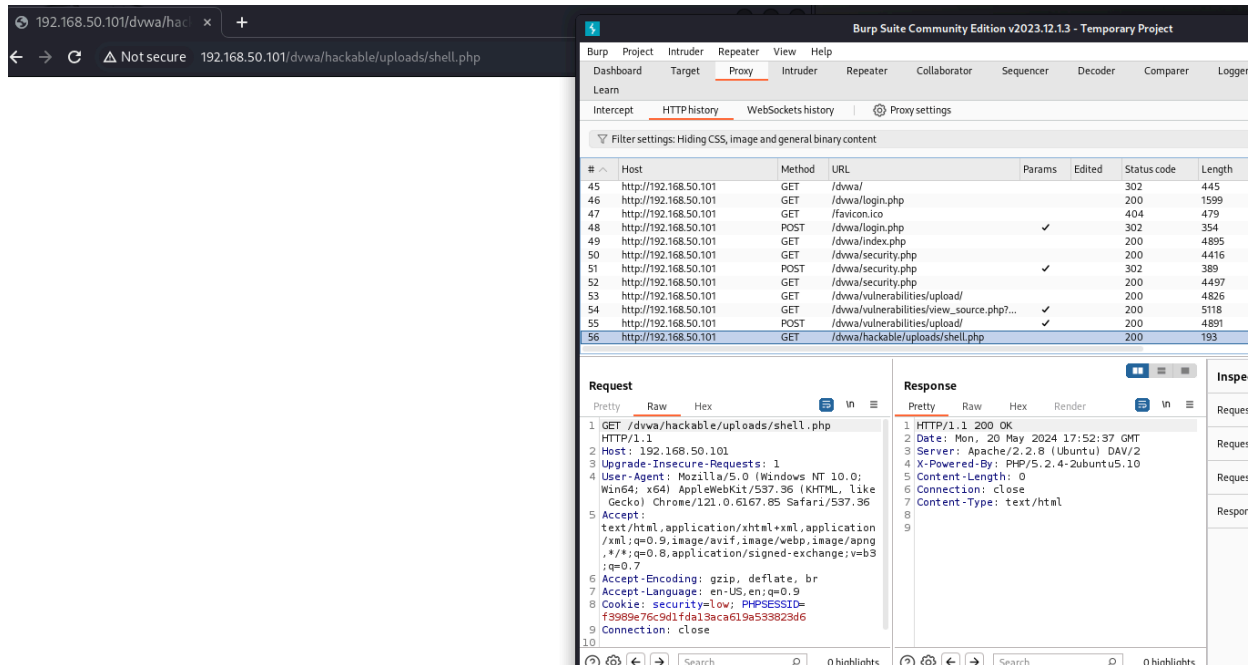 192.168.50.101/dvwa/hac
Not secure 192.168.50.101/dvwa/hackable/uploads/shell.php
Burp Suite Community Edition v2023.12.1.3 - Temporary Project
Burp Project Intruder Repeater View Help
Dashboard Target Proxy Intruder Repeater Collaborator Sequencer Decoder Comparer Logger
Learn
Intercept HTTP history WebSockets history Proxy settings
Filter settings: Hiding CSS, image and general binary content
# Host Method URL Params Edited Status code Length
45 http://192.168.50.101 GET /dvwa/ 302 445
46 http://192.168.50.101 GET /dvwa/login.php 200 1599
47 http://192.168.50.101 GET /favicon.ico 404 479
48 http://192.168.50.101 POST /dvwa/login.php ✓ 302 354
49 http://192.168.50.101 GET /dvwa/index.php 200 4895
50 http://192.168.50.101 GET /dvwa/security.php 200 4416
51 http://192.168.50.101 POST /dvwa/security.php ✓ 302 389
52 http://192.168.50.101 GET /dvwa/security.php 200 4497
53 http://192.168.50.101 GET /dvwa/vulnerabilities/upload/ 200 4826
54 http://192.168.50.101 GET /dvwa/vulnerabilities/view_source.php?... ✓ 200 5118
55 http://192.168.50.101 POST /dvwa/vulnerabilities/upload/ ✓ 200 4891
56 http://192.168.50.101 GET /dvwa/hackable/uploads/shell.php 200 193
Request
Pretty Raw Hex \n
1 GET /dvwa/hackable/uploads/shell.php
HTTP/1.1
2 Host: 192.168.50.101
3 Upgrade-Insecure-Requests: 1
4 User-Agent: Mozilla/5.0 (Windows NT 10.0;
Win64; x64) AppleWebKit/537.36 (KHTML, like
Gecko) Chrome/121.0.6167.85 Safari/537.36
5 Accept:
text/html,application/xhtml+xml,application
/xml;q=0.9,image/avif,image/webp,image/apng
,*/*;q=0.8,application/signed-exchange;v=b3
;q=0.7
6 Accept-Encoding: gzip, deflate, br
7 Accept-Language: en-US,en;q=0.9
8 Cookie: security=low; PHPSESSID=
f3989e76c9d1fda13aca619a533823d6
9 Connection: close
10
Search 0 highlights
Response
Pretty Raw Hex Render \n
1 HTTP/1.1 200 OK
2 Date: Mon, 20 May 2024 17:52:37 GMT
3 Server: Apache/2.2.8 (Ubuntu) DAV/2
4 X-Powered-By: PHP/5.2.4-2ubuntu5.10
5 Content-Length: 0
6 Connection: close
7 Content-Type: text/html
8
9
Search 0 highlights
Inspe
Reques
Reques
Reques
Respor